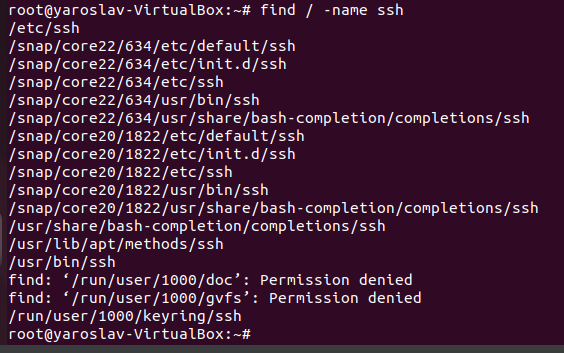 root@yaroslav-VirtualBox:~# find / -name ssh
/etc/ssh
/snap/core22/634/etc/default/ssh
/snap/core22/634/etc/init.d/ssh
/snap/core22/634/etc/ssh
/snap/core22/634/usr/bin/ssh
/snap/core22/634/usr/share/bash-completion/completions/ssh
/snap/core20/1822/etc/default/ssh
/snap/core20/1822/etc/init.d/ssh
/snap/core20/1822/etc/ssh
/snap/core20/1822/usr/bin/ssh
/snap/core20/1822/usr/share/bash-completion/completions/ssh
/usr/share/bash-completion/completions/ssh
/usr/lib/apt/methods/ssh
/usr/bin/ssh
find: ‘/run/user/1000/doc’: Permission denied
find: ‘/run/user/1000/gvfs’: Permission denied
/run/user/1000/keyring/ssh
root@yaroslav-VirtualBox:~#